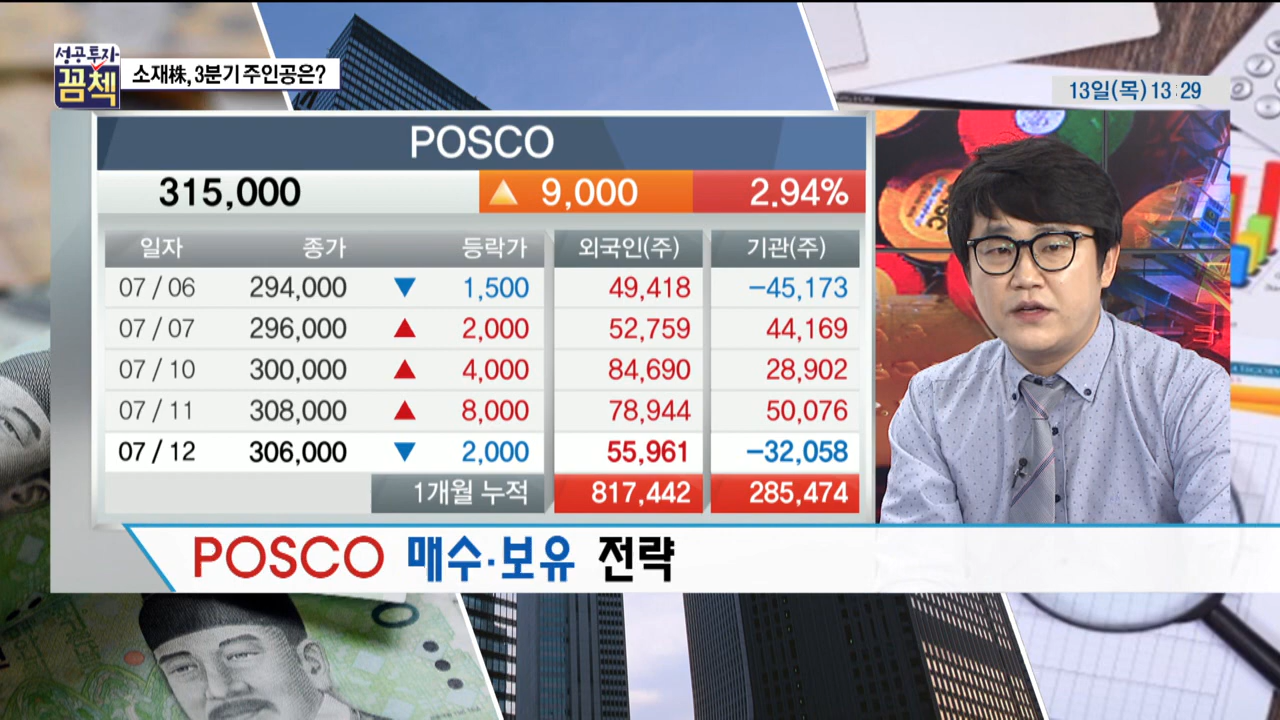 성공투자
꼼첵
소재株, 3분기 주인공은?
13일(목) 13:29
POSCO
315,000 ▲ 9,000 2.94%
일자 종가 등락가 외국인(주) 기관(주)
07 / 06 294,000 ▼ 1,500 49,418 -45,173
07 / 07 296,000 ▲ 2,000 52,759 44,169
07 / 10 300,000 ▲ 4,000 84,690 28,902
07 / 11 308,000 ▲ 8,000 78,944 50,076
07 / 12 306,000 ▼ 2,000 55,961 -32,058
1개월 누적 817,442 285,474
POSCO 매수·보유 전략